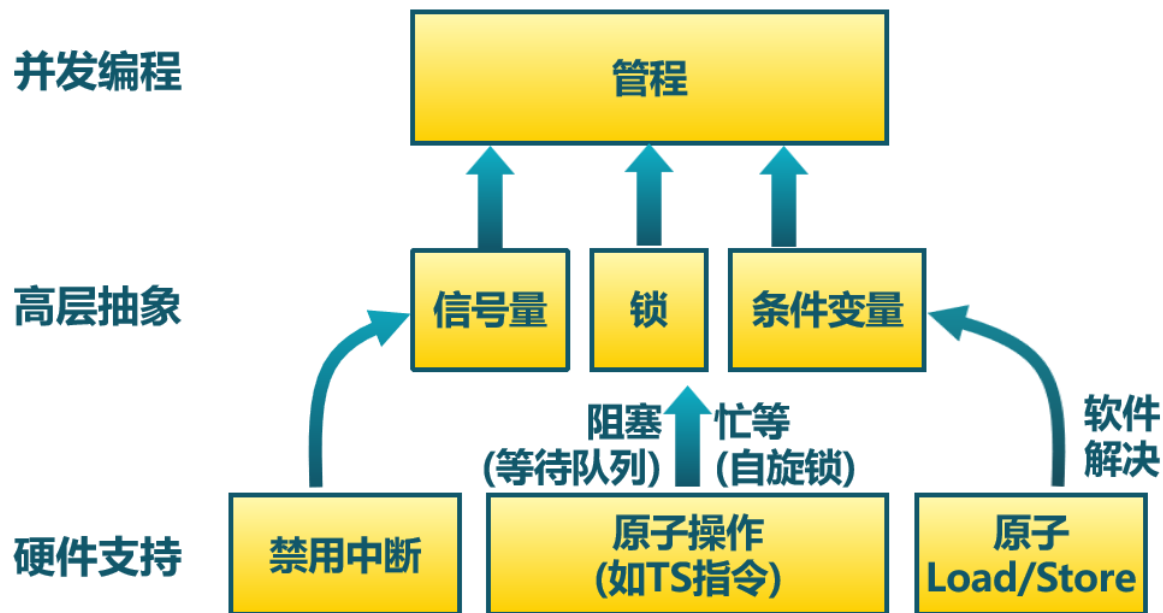 并发编程
管程
高层抽象
信号量
锁
条件变量
阻塞
(等待队列)
忙等
(自旋锁)
软件
解决
硬件支持
禁用中断
原子操作
(如TS指令)
原子
Load/Store